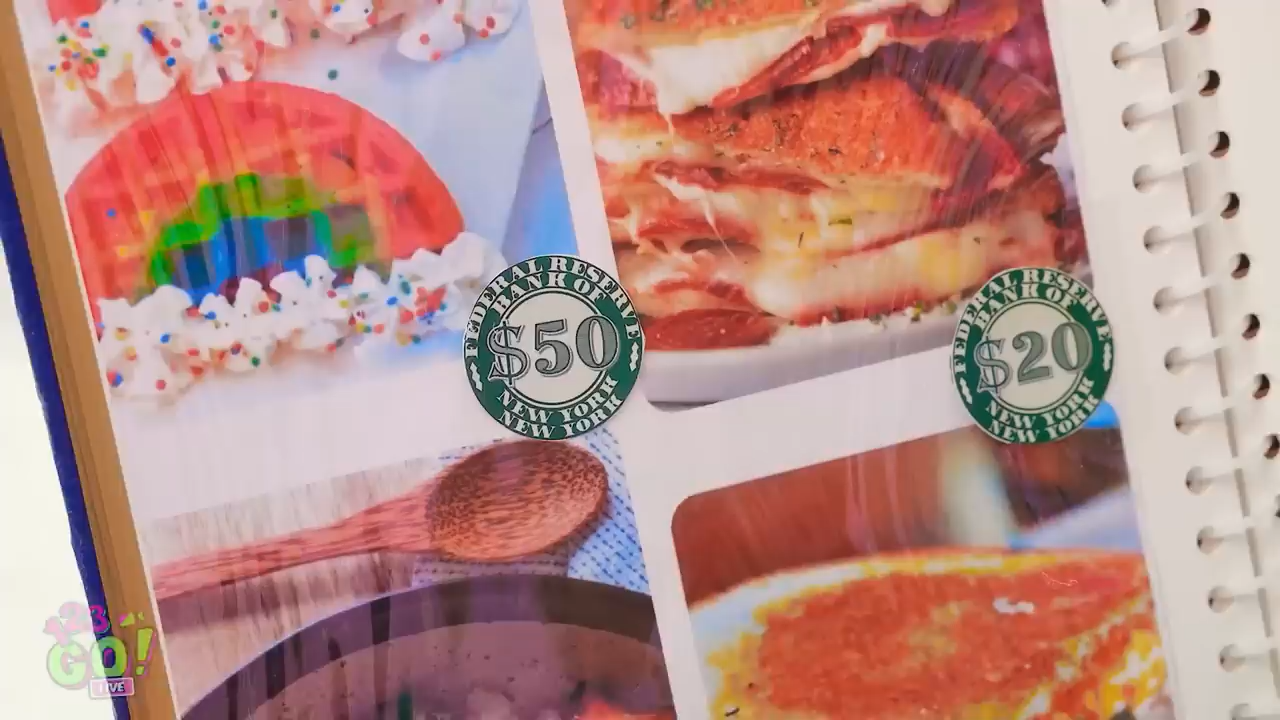 FEDERAL RESERVE
BANK OF
$50
NEW YORK
NEW YORK
FEDERAL RESERVE
BANK OF
$20
NEW YORK
NEW YORK
123
GO!
LIVE